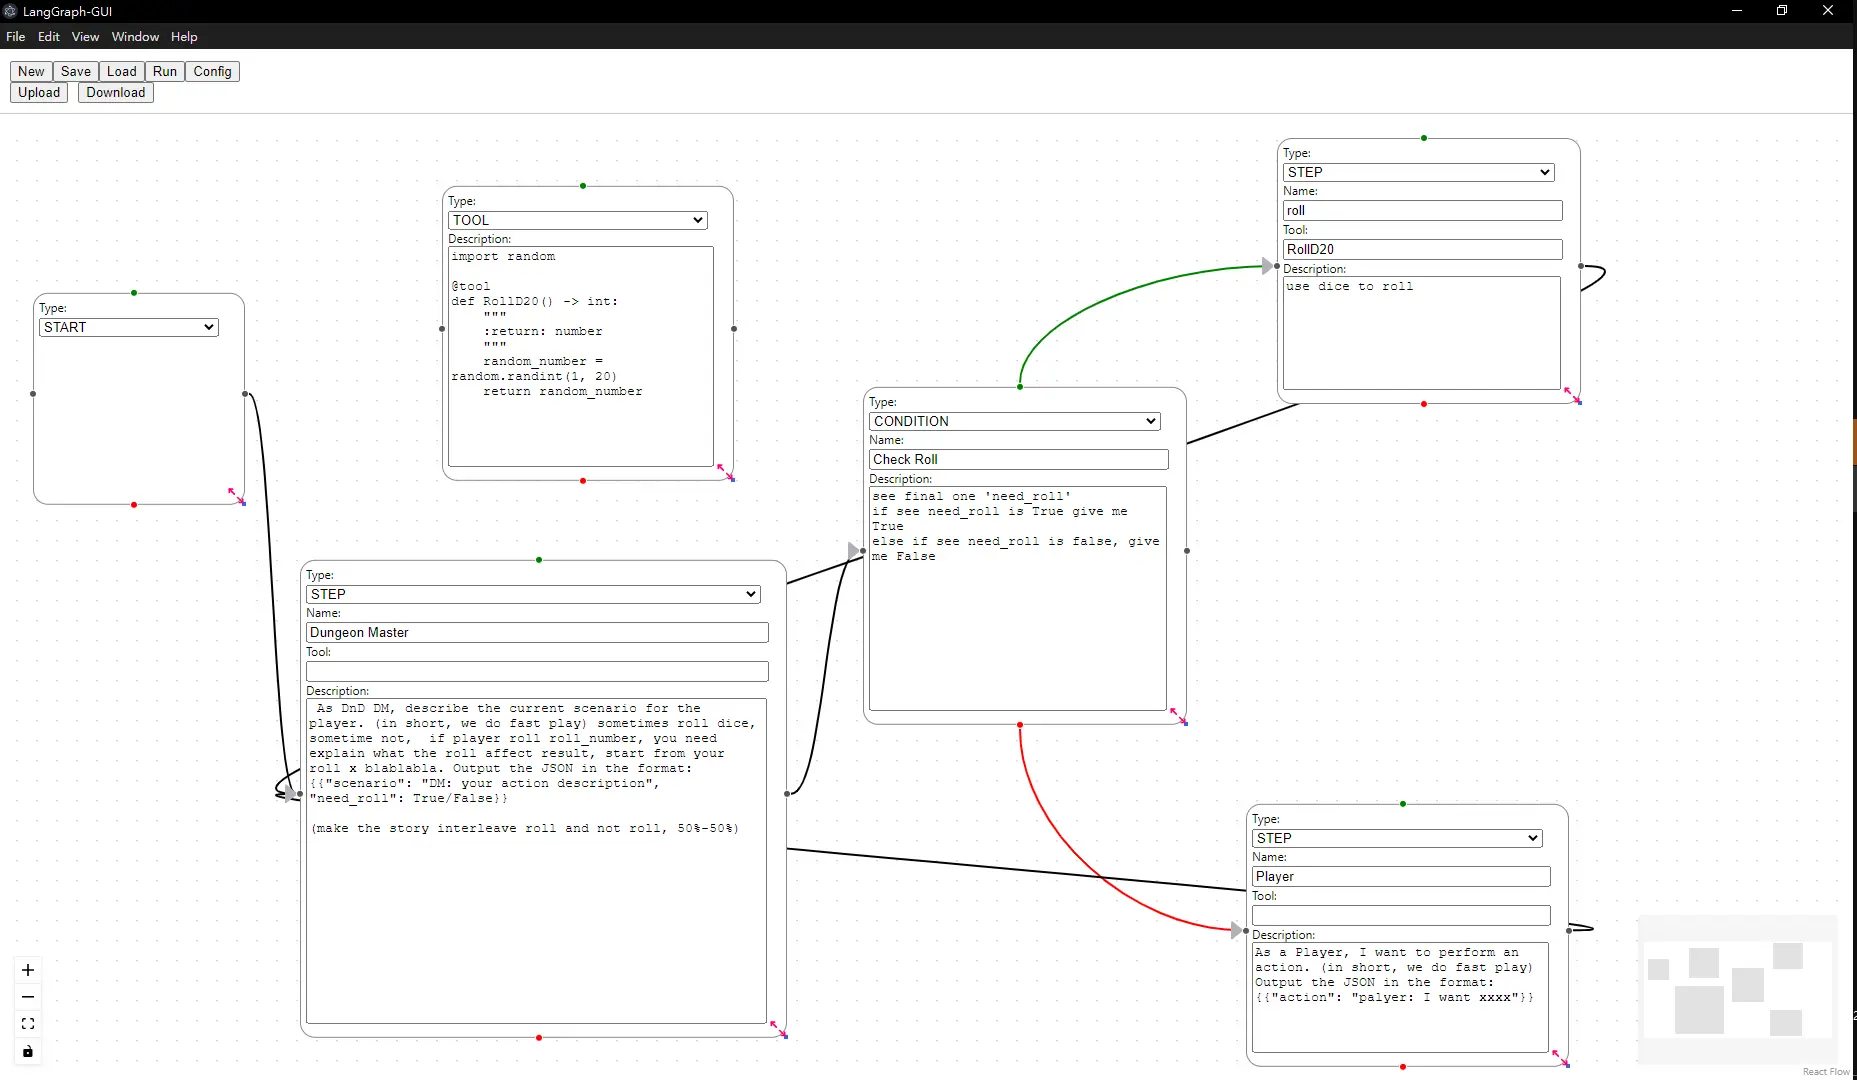 LangGraph-GUI
File Edit View Window Help
New Save Load Run Config
Upload Download
Type:
START
Type:
TOOL
Description:
import random
@tool
def RollD20() -> int:
"""
:return: number
"""
random_number =
random.randint(1, 20)
return random_number
Type:
STEP
Name:
roll
Tool:
RollD20
Description:
use dice to roll
Type:
CONDITION
Name:
Check Roll
Description:
see final one 'need_roll'
if see need_roll is True give me
True
else if see need_roll is false, give
me False
Type:
STEP
Name:
Dungeon Master
Tool:
Description:
As DnD DM, describe the current scenario for the
player. (in short, we do fast play) sometimes roll dice,
sometime not,  if player roll roll_number, you need
explain what the roll affect result, start from your
roll x blablabla. Output the JSON in the format:
{{"scenario": "DM: your action description",
"need_roll": True/False}}
(make the story interleave roll and not roll, 50%-50%)
Type:
STEP
Name:
Player
Tool:
Description:
As a Player, I want to perform an
action. (in short, we do fast play)
Output the JSON in the format:
{{"action": "palyer: I want xxxx"}}
React Flow